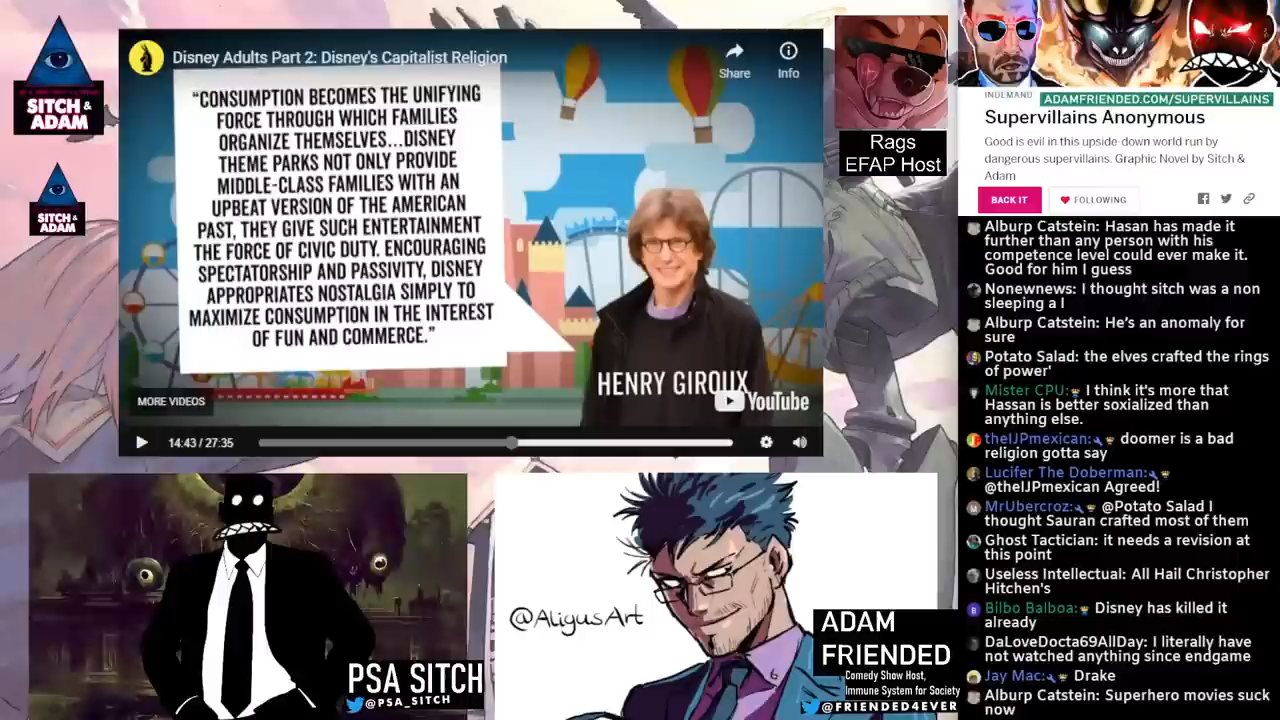 SITCH &
ADAM
SITCH &
ADAM
Disney Adults Part 2: Disney's Capitalist Religion
Share
Info
“CONSUMPTION BECOMES THE UNIFYING
FORCE THROUGH WHICH FAMILIES
ORGANIZE THEMSELVES...DISNEY
THEME PARKS NOT ONLY PROVIDE
MIDDLE-CLASS FAMILIES WITH AN
UPBEAT VERSION OF THE AMERICAN
PAST, THEY GIVE SUCH ENTERTAINMENT
THE FORCE OF CIVIC DUTY. ENCOURAGING
SPECTATORSHIP AND PASSIVITY, DISNEY
APPROPRIATES NOSTALGIA SIMPLY TO
MAXIMIZE CONSUMPTION IN THE INTEREST
OF FUN AND COMMERCE.”
HENRY GIROUX
MORE VIDEOS
YouTube
14:43 / 27:35
Rags
EFAP Host
INDEMAND
ADAMFRIENDED.COM/SUPERVILLAINS
Supervillains Anonymous
Good is evil in this upside-down world run by
dangerous supervillains. Graphic Novel by Sitch &
Adam
BACK IT
FOLLOWING
Alburp Catstein: Hasan has made it
further than any person with his
competence level could ever make it.
Good for him I guess
Nonewnews: I thought sitch was a non
sleeping a I
Alburp Catstein: He’s an anomaly for
sure
Potato Salad: the elves crafted the rings
of power'
Mister CPU: I think it's more that
Hassan is better soxialized than
anything else.
theIJPmexican: doomer is a bad
religion gotta say
Lucifer The Doberman:
@theIJPmexican Agreed!
MrUbercroz: @Potato Salad I
thought Sauran crafted most of them
Ghost Tactician: it needs a revision at
this point
Useless Intellectual: All Hail Christopher
Hitchen's
Bilbo Balboa: Disney has killed it
already
DaLoveDocta69AllDay: I literally have
not watched anything since endgame
Jay Mac: Drake
Alburp Catstein: Superhero movies suck
now
PSA SITCH
@PSA_SITCH
@AligusArt
ADAM
FRIENDED
Comedy Show Host,
Immune System for Society
@FRIENDED4EVER